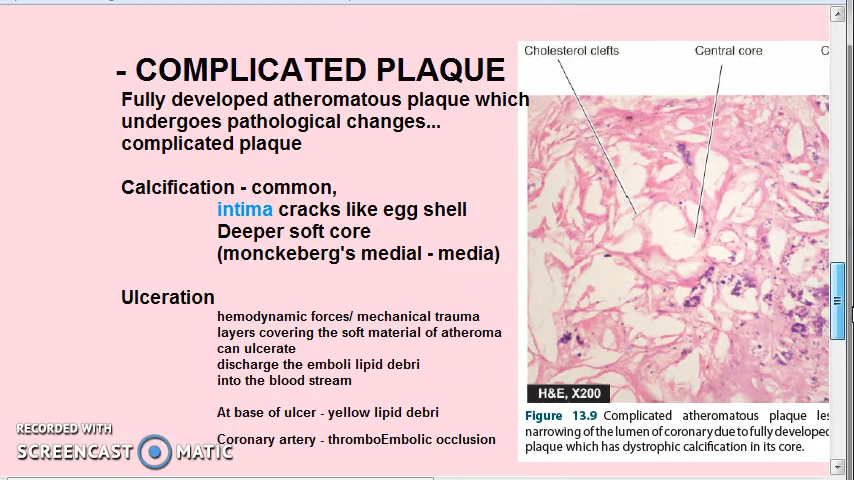 - COMPLICATED PLAQUE
Fully developed atheromatous plaque which
undergoes pathological changes...
complicated plaque
Calcification - common,
intima cracks like egg shell
Deeper soft core
(monckeberg's medial - media)
Ulceration
hemodynamic forces/ mechanical trauma
layers covering the soft material of atheroma
can ulcerate
discharge the emboli lipid debri
into the blood stream
At base of ulcer - yellow lipid debri
Coronary artery - thromboEmbolic occlusion
Cholesterol clefts
Central core
C
H&E, X200
Figure 13.9 Complicated atheromatous plaque les
narrowing of the lumen of coronary due to fully developed
plaque which has dystrophic calcification in its core.
RECORDED WITH
SCREENCAST MATIC